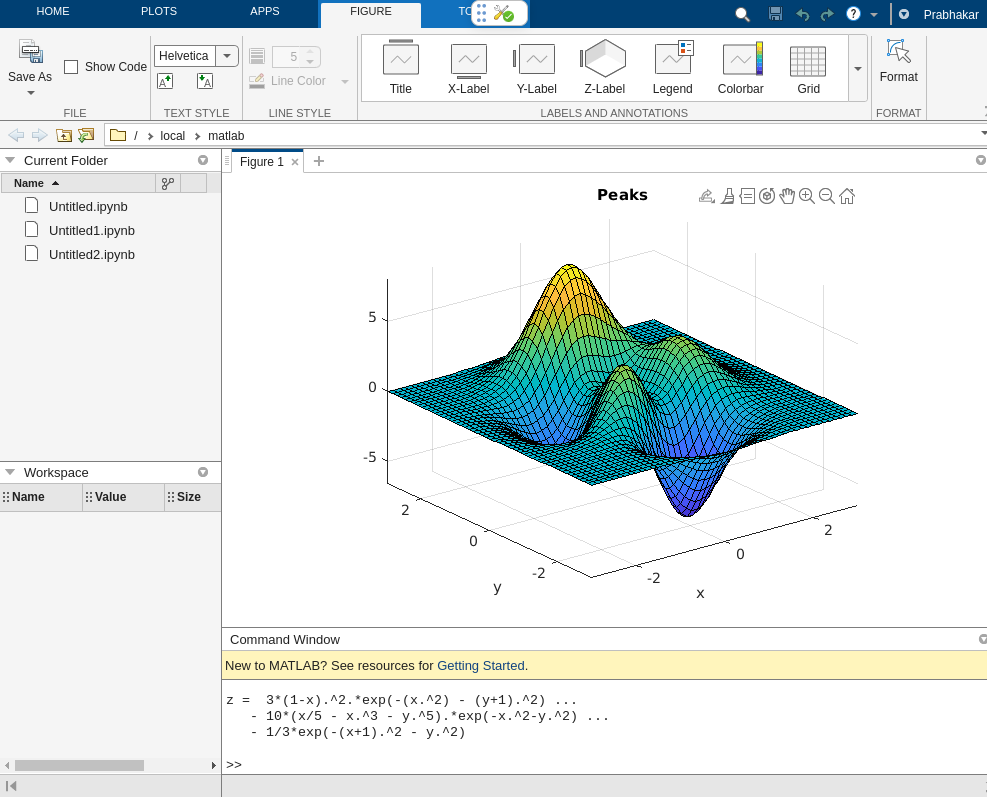 HOME PLOTS APPS FIGURE TO
Prabhakar
Save As
Show Code
Helvetica
5
Line Color
Title X-Label Y-Label Z-Label Legend Colorbar Grid
Format
FILE TEXT STYLE LINE STYLE LABELS AND ANNOTATIONS FORMAT
/ local matlab
Current Folder
Name
Untitled.ipynb
Untitled1.ipynb
Untitled2.ipynb
Workspace
Name Value Size
Figure 1
Peaks
5
0
-5
2
0
-2
y
-2
0
2
x
Command Window
New to MATLAB? See resources for Getting Started.
z =  3*(1-x).^2.*exp(-(x.^2) - (y+1).^2) ...
   - 10*(x/5 - x.^3 - y.^5).*exp(-x.^2-y.^2) ...
   - 1/3*exp(-(x+1).^2 - y.^2)
>>